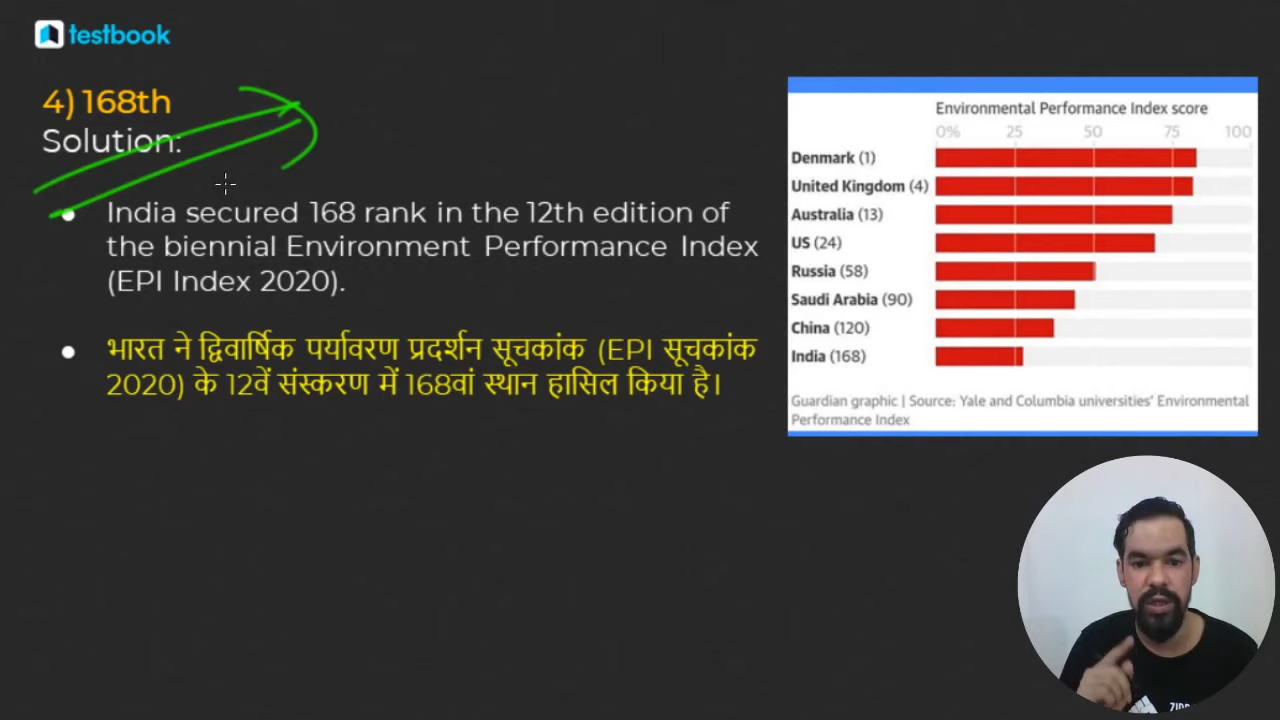 testbook
4) 168th
Solution:
India secured 168 rank in the 12th edition of
the biennial Environment Performance Index
(EPI Index 2020).
भारत ने द्विवार्षिक पर्यावरण प्रदर्शन सूचकांक (EPI सूचकांक
2020) के 12वें संस्करण में 168वां स्थान हासिल किया है।
Environmental Performance Index score
0% 25 50 75 100
Denmark (1)
United Kingdom (4)
Australia (13)
US (24)
Russia (58)
Saudi Arabia (90)
China (120)
India (168)
Guardian graphic | Source: Yale and Columbia universities' Environmental
Performance Index